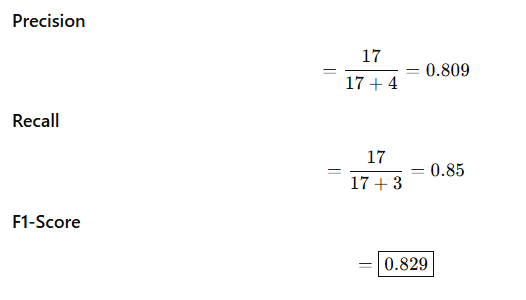 Precision
= 17 / 17 + 4 = 0.809
Recall
= 17 / 17 + 3 = 0.85
F1-Score
= 0.829